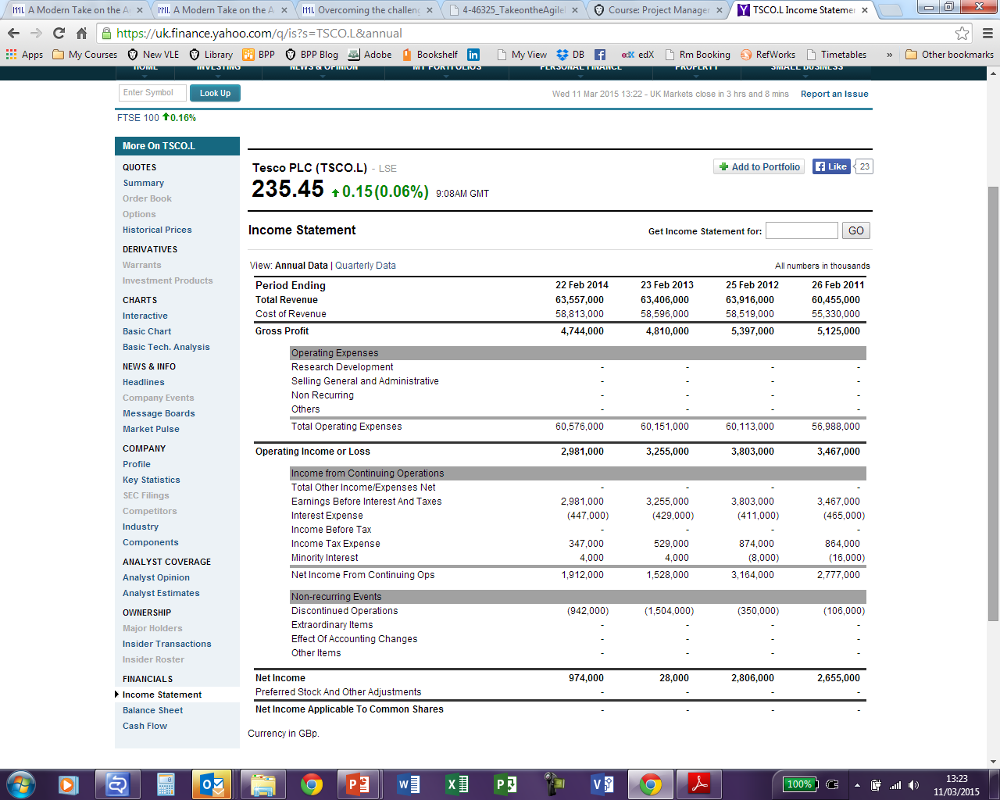 A Modern Take on the A
A Modern Take on the A
Overcoming the challeng
4-46325_TakeontheAgile
Course: Project Manager
TSCO.L Income Statemen
https://uk.finance.yahoo.com/q/is?s=TSCO.L&annual
Apps My Courses New VLE Library BPP BPP Blog Adobe Bookshelf in My View DB f edX edX Rm Booking RefWorks Timetables » Other bookmarks
HOME INVESTING NEWS & OPINION MY PORTFOLIOS PERSONAL FINANCE PROPERTY SMALL BUSINESS
Enter Symbol Look Up Wed 11 Mar 2015 13:22 - UK Markets close in 3 hrs and 8 mins Report an Issue
FTSE 100 0.16%
More On TSCO.L
QUOTES
Summary
Order Book
Options
Historical Prices
DERIVATIVES
Warrants
Investment Products
CHARTS
Interactive
Basic Chart
Basic Tech. Analysis
NEWS & INFO
Headlines
Company Events
Message Boards
Market Pulse
COMPANY
Profile
Key Statistics
SEC Filings
Competitors
Industry
Components
ANALYST COVERAGE
Analyst Opinion
Analyst Estimates
OWNERSHIP
Major Holders
Insider Transactions
Insider Roster
FINANCIALS
Income Statement
Balance Sheet
Cash Flow
Tesco PLC (TSCO.L) - LSE Add to Portfolio Like 23
235.45 0.15(0.06%) 9:08AM GMT
Income Statement Get Income Statement for: GO
View: Annual Data | Quarterly Data All numbers in thousands
Period Ending 22 Feb 2014 23 Feb 2013 25 Feb 2012 26 Feb 2011
Total Revenue 63,557,000 63,406,000 63,916,000 60,455,000
Cost of Revenue 58,813,000 58,596,000 58,519,000 55,330,000
Gross Profit 4,744,000 4,810,000 5,397,000 5,125,000
Operating Expenses
Research Development - - - -
Selling General and Administrative - - - -
Non Recurring - - - -
Others - - - -
Total Operating Expenses 60,576,000 60,151,000 60,113,000 56,988,000
Operating Income or Loss 2,981,000 3,255,000 3,803,000 3,467,000
Income from Continuing Operations
Total Other Income/Expenses Net - - - -
Earnings Before Interest And Taxes 2,981,000 3,255,000 3,803,000 3,467,000
Interest Expense (447,000) (429,000) (411,000) (465,000)
Income Before Tax - - - -
Income Tax Expense 347,000 529,000 874,000 864,000
Minority Interest 4,000 4,000 (8,000) (16,000)
Net Income From Continuing Ops 1,912,000 1,528,000 3,164,000 2,777,000
Non-recurring Events
Discontinued Operations (942,000) (1,504,000) (350,000) (106,000)
Extraordinary Items - - - -
Effect Of Accounting Changes - - - -
Other Items - - - -
Net Income 974,000 28,000 2,806,000 2,655,000
Preferred Stock And Other Adjustments - - - -
Net Income Applicable To Common Shares - - - -
Currency in GBp.
100% 13:23
11/03/2015